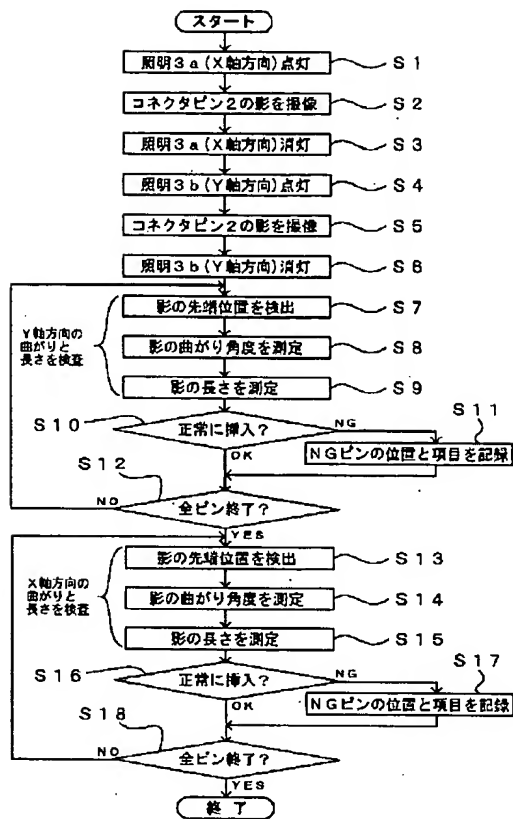 スタート
照明3a(X軸方向)点灯 S1
コネクタピン2の影を撮像 S2
照明3a(X軸方向)消灯 S3
照明3b(Y軸方向)点灯 S4
コネクタピン2の影を撮像 S5
照明3b(Y軸方向)消灯 S6
影の先端位置を検出 S7
Y軸方向の
曲がりと
長さを検査
影の曲がり角度を測定 S8
影の長さを測定 S9
S10 正常に挿入? NG S11
OK NGピンの位置と項目を記録
S12
NO 全ピン終了?
YES
影の先端位置を検出 S13
X軸方向の
曲がりと
長さを検査
影の曲がり角度を測定 S14
影の長さを測定 S15
S16 正常に挿入? NG S17
OK NGピンの位置と項目を記録
S18
NO 全ピン終了?
YES
終了